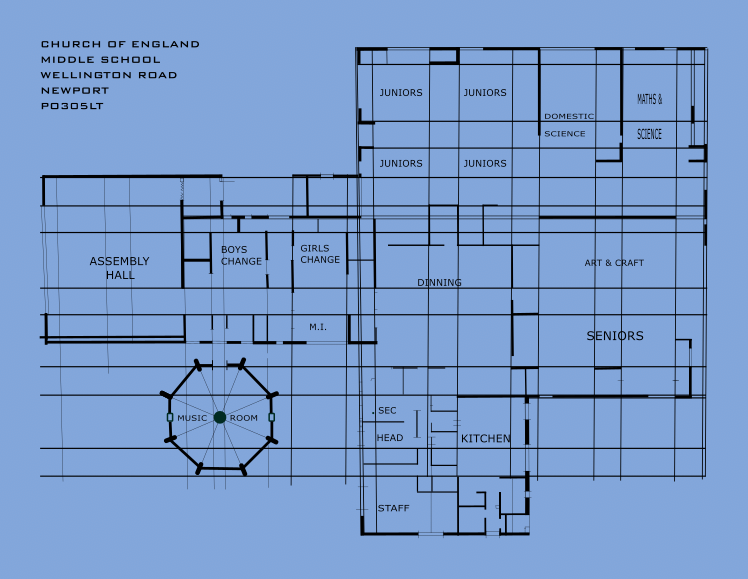 CHURCH OF ENGLAND
MIDDLE SCHOOL
WELLINGTON ROAD
NEWPORT
PO305LT
JUNIORS
JUNIORS
DOMESTIC
SCIENCE
MATHS &
SCIENCE
JUNIORS
JUNIORS
ASSEMBLY
HALL
BOYS
CHANGE
GIRLS
CHANGE
DINNING
ART & CRAFT
M.I.
SENIORS
MUSIC ROOM
SEC
HEAD
KITCHEN
STAFF